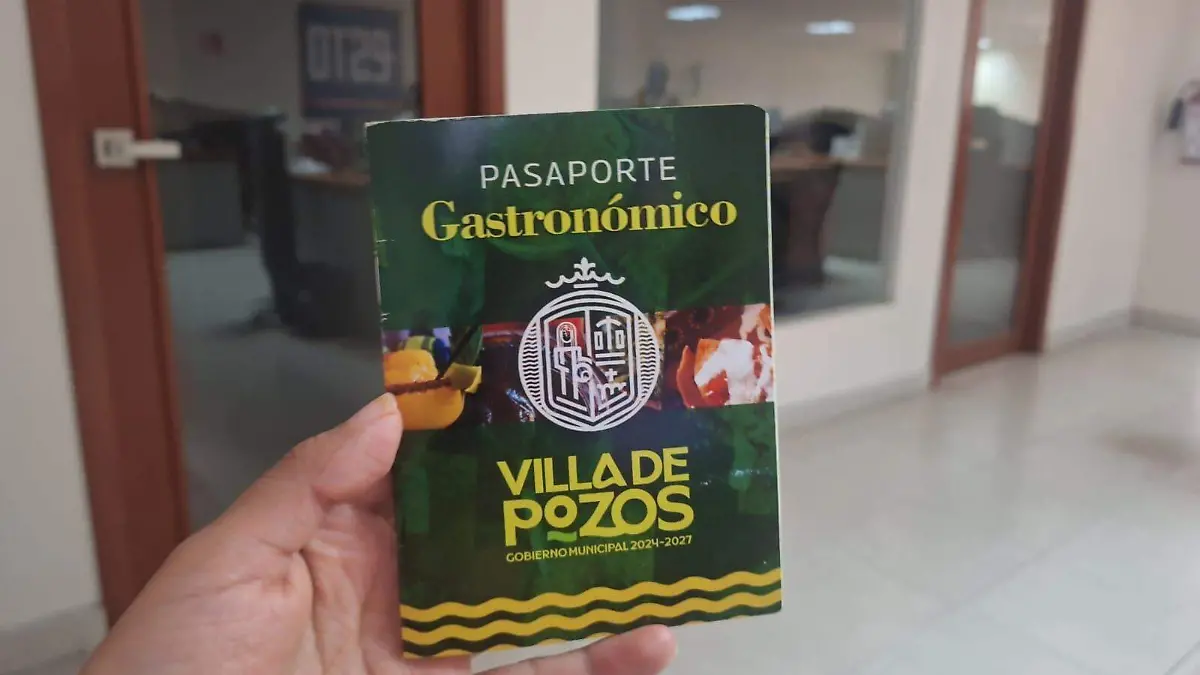 PASAPORTE
Gastronómico
VILLA DE
POZOS
GOBIERNO MUNICIPAL 2024-2027